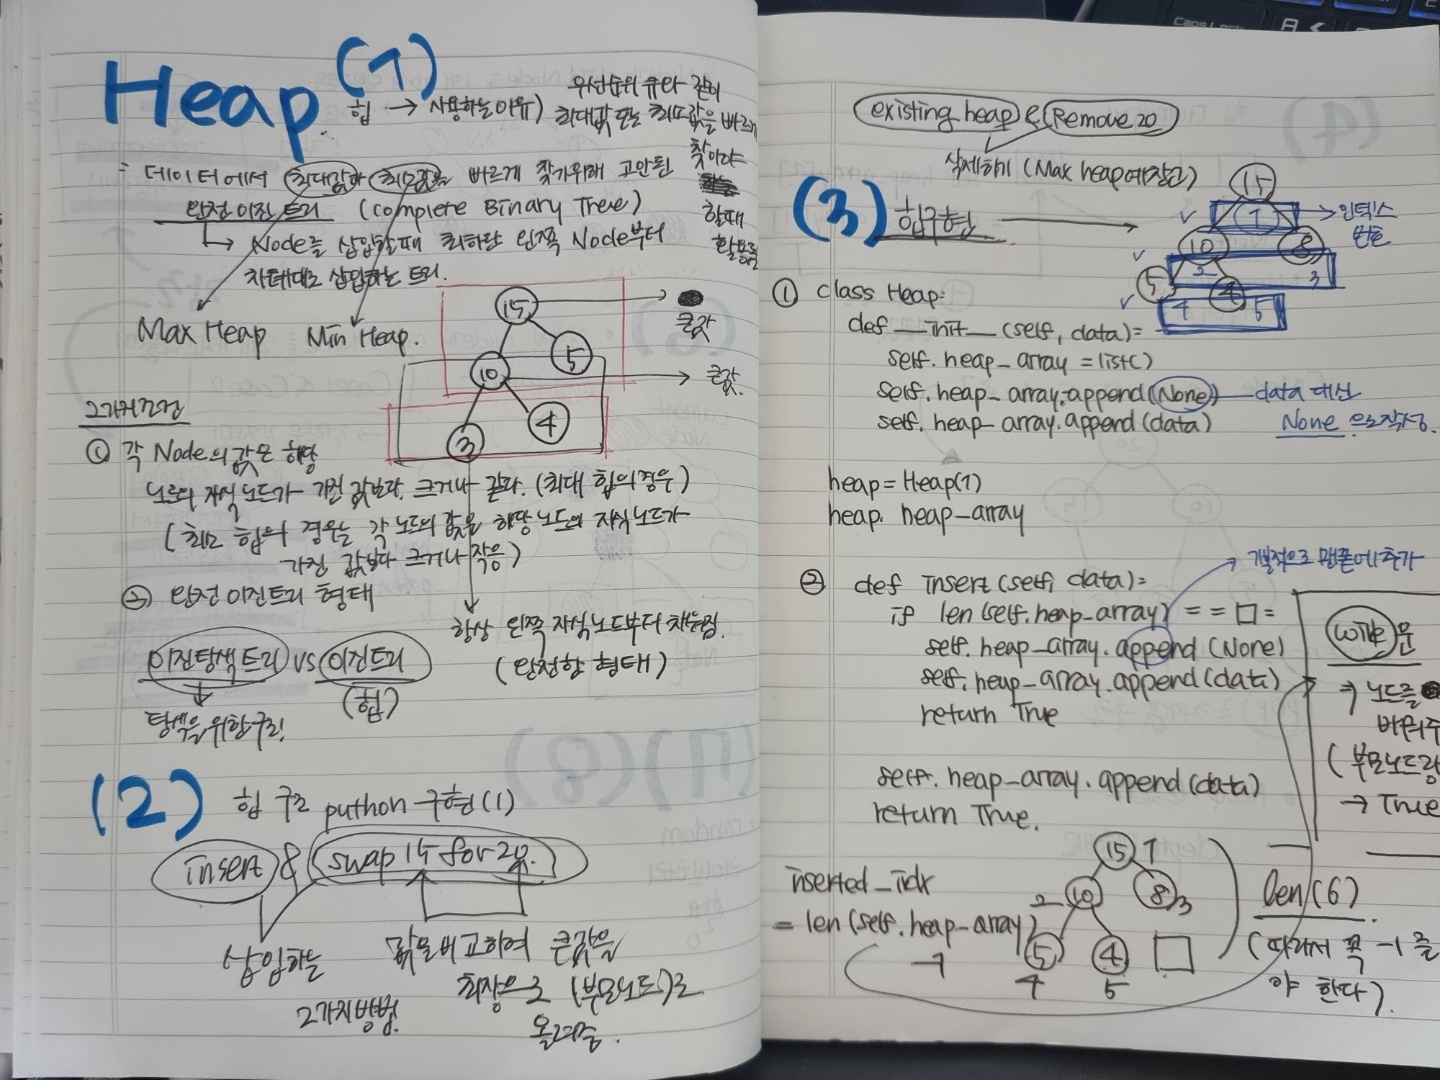 Heap (1)
힙 → 사용하는이유) 우선순위 큐와 같이
최대값 또는 최소값을 빠르게
찾아야
할때
활용됨
: 데이터에서 최대값과 최소값을 빠르게 찾기위해 고안된
완전이진트리 (Complete Binary Tree)
↳ Node를 삽입할때 최하단 왼쪽 Node부터
차례대로 삽입하는 트리.
Max Heap Min Heap.
15 → 큰값
10 5 → 큰값
3 4
2가지조건
① 각 Node의 값은 해당
노드의 자식노드가 가진 값보다 크거나 같다. (최대 힙의 경우)
(최소 힙의 경우는 각 노드의 값은 해당노드의 자식노드가
가진 값보다 크거나 작음)
② 완전 이진트리 형태
항상 왼쪽 자식노드부터 채워짐.
(완전한 형태)
이진탐색트리 vs 이진트리
(힙)
탐색을위한구조!
(2) 힙 구조 python 구현(1)
insert & swap 15 for 20.
삽입하는
2가지방법.
값을비교하여 큰값을
최상으로 (부모노드)로
올려줌.
existing heap & Remove 20
삭제하기 (Max heap에장신)
(3) 힙구현 →
15
1 → 인덱스
번호
10 8
2 3
5 4
4 5
① class Heap:
def __init__(self, data)=
self.heap_array = list()
self.heap_array.append(None) data 대신
self.heap_array.append(data) None 으로작성.
heap = Heap(1)
heap. heap_array
→ 개별적으로 맨끝에추가
② def insert(self, data)=
if len(self.heap_array) == □ =
self.heap_array.append(None)
self.heap_array.append(data)
return True
self.heap_array.append(data)
return True.
while문
→ 노드를
바꿔주
(부모노드랑
→ True
inserted_idx
= len(self.heap_array)
-1
15 1
2 10 8 3
5 4 □
4 5
len(6)
(따라서 꼭 -1 줄
야 한다).